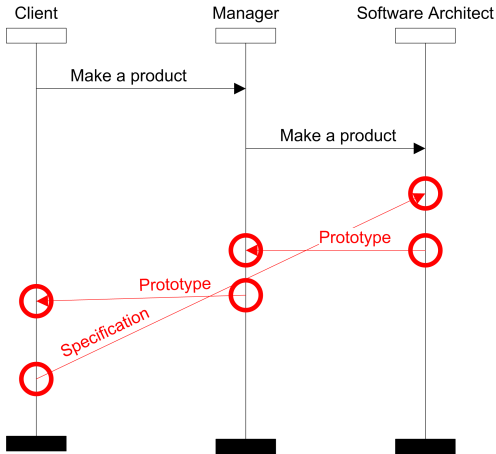 Client
Manager
Software Architect
Make a product
Make a product
Prototype
Prototype
Specification